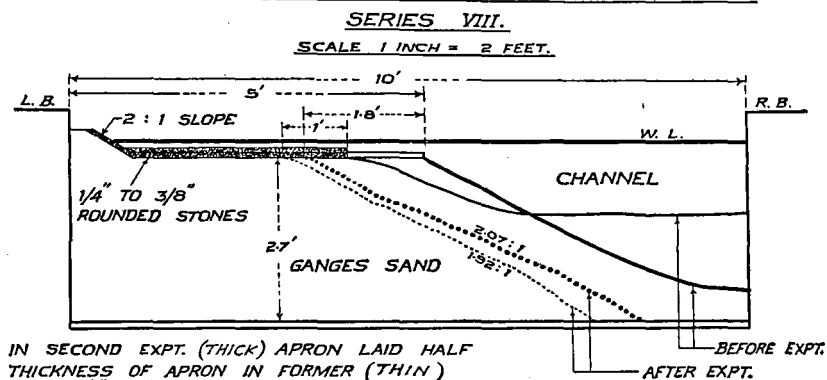 SERIES VIII.
SCALE 1 INCH = 2 FEET.
10'
5'
L.B.
R.B.
1.8'
1'
2 : 1 SLOPE
W.L.
CHANNEL
1/4" TO 3/8"
ROUNDED STONES
2.7'
GANGES SAND
2.07:1
1.92:1
BEFORE EXPT.
AFTER EXPT.
IN SECOND EXPT. (THICK) APRON LAID HALF
THICKNESS OF APRON IN FORMER (THIN)